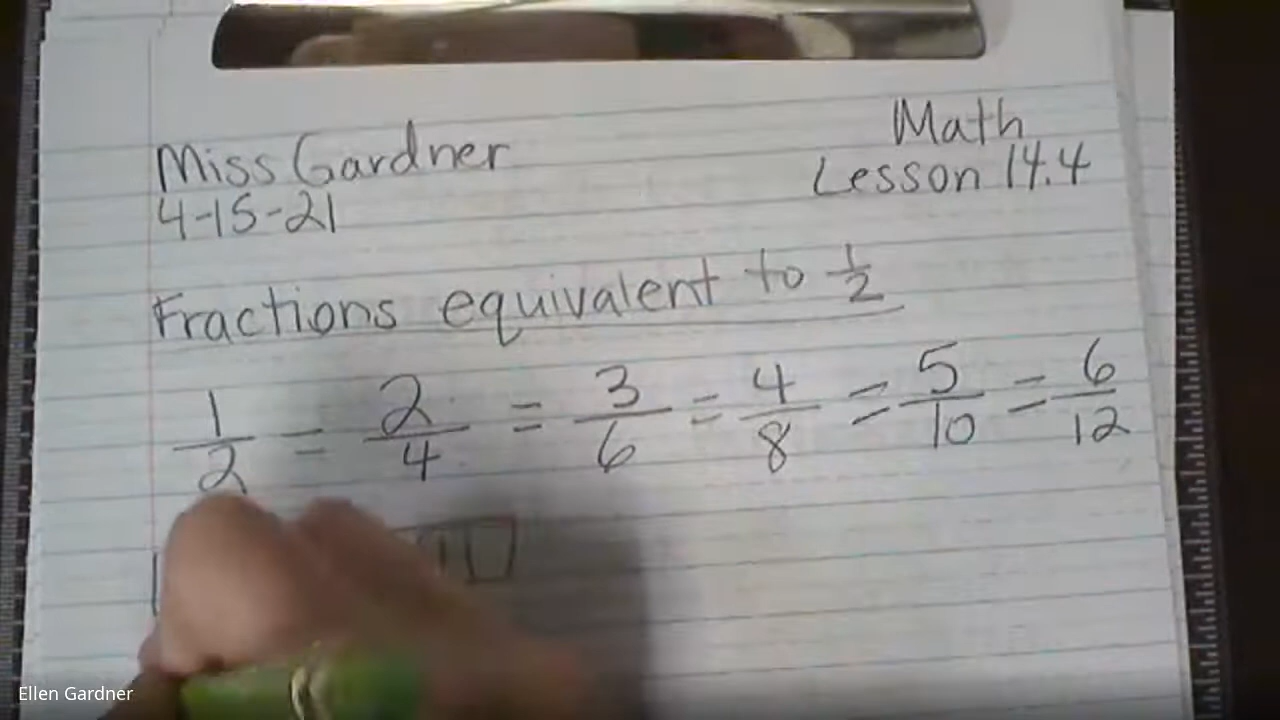 Miss Gardner
4-15-21
Math
Lesson 14.4
Fractions equivalent to 1/2
1/2 = 2/4 = 3/6 = 4/8 = 5/10 = 6/12
Ellen Gardner